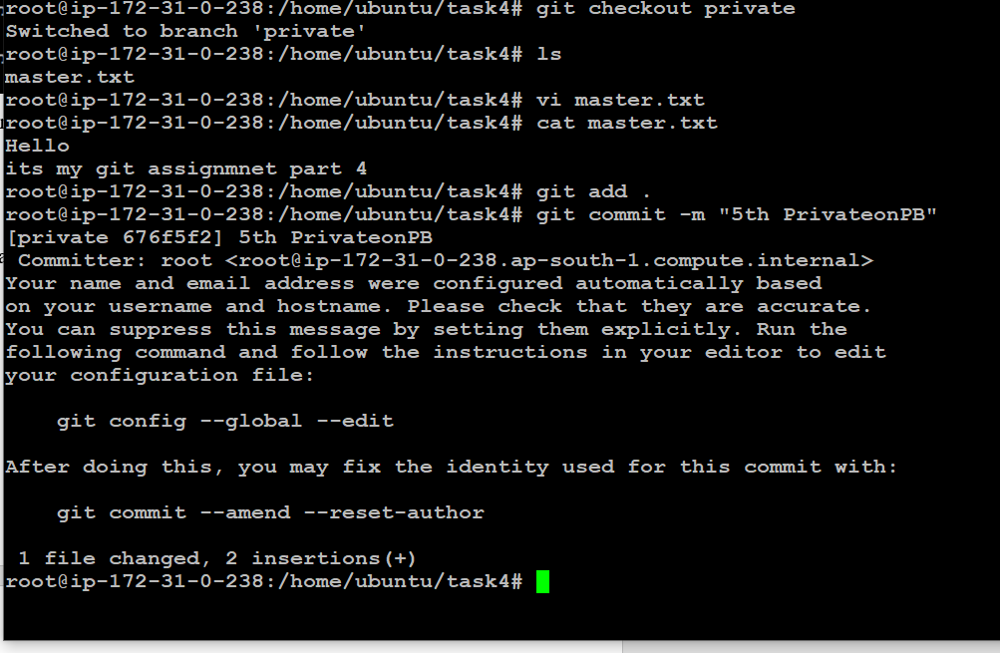 root@ip-172-31-0-238:/home/ubuntu/task4# git checkout private
Switched to branch 'private'
root@ip-172-31-0-238:/home/ubuntu/task4# ls
master.txt
root@ip-172-31-0-238:/home/ubuntu/task4# vi master.txt
root@ip-172-31-0-238:/home/ubuntu/task4# cat master.txt
Hello
its my git assignmnet part 4
root@ip-172-31-0-238:/home/ubuntu/task4# git add .
root@ip-172-31-0-238:/home/ubuntu/task4# git commit -m "5th PrivateonPB"
[private 676f5f2] 5th PrivateonPB
 Committer: root <root@ip-172-31-0-238.ap-south-1.compute.internal>
Your name and email address were configured automatically based
on your username and hostname. Please check that they are accurate.
You can suppress this message by setting them explicitly. Run the
following command and follow the instructions in your editor to edit
your configuration file:

    git config --global --edit

After doing this, you may fix the identity used for this commit with:

    git commit --amend --reset-author

 1 file changed, 2 insertions(+)
root@ip-172-31-0-238:/home/ubuntu/task4#